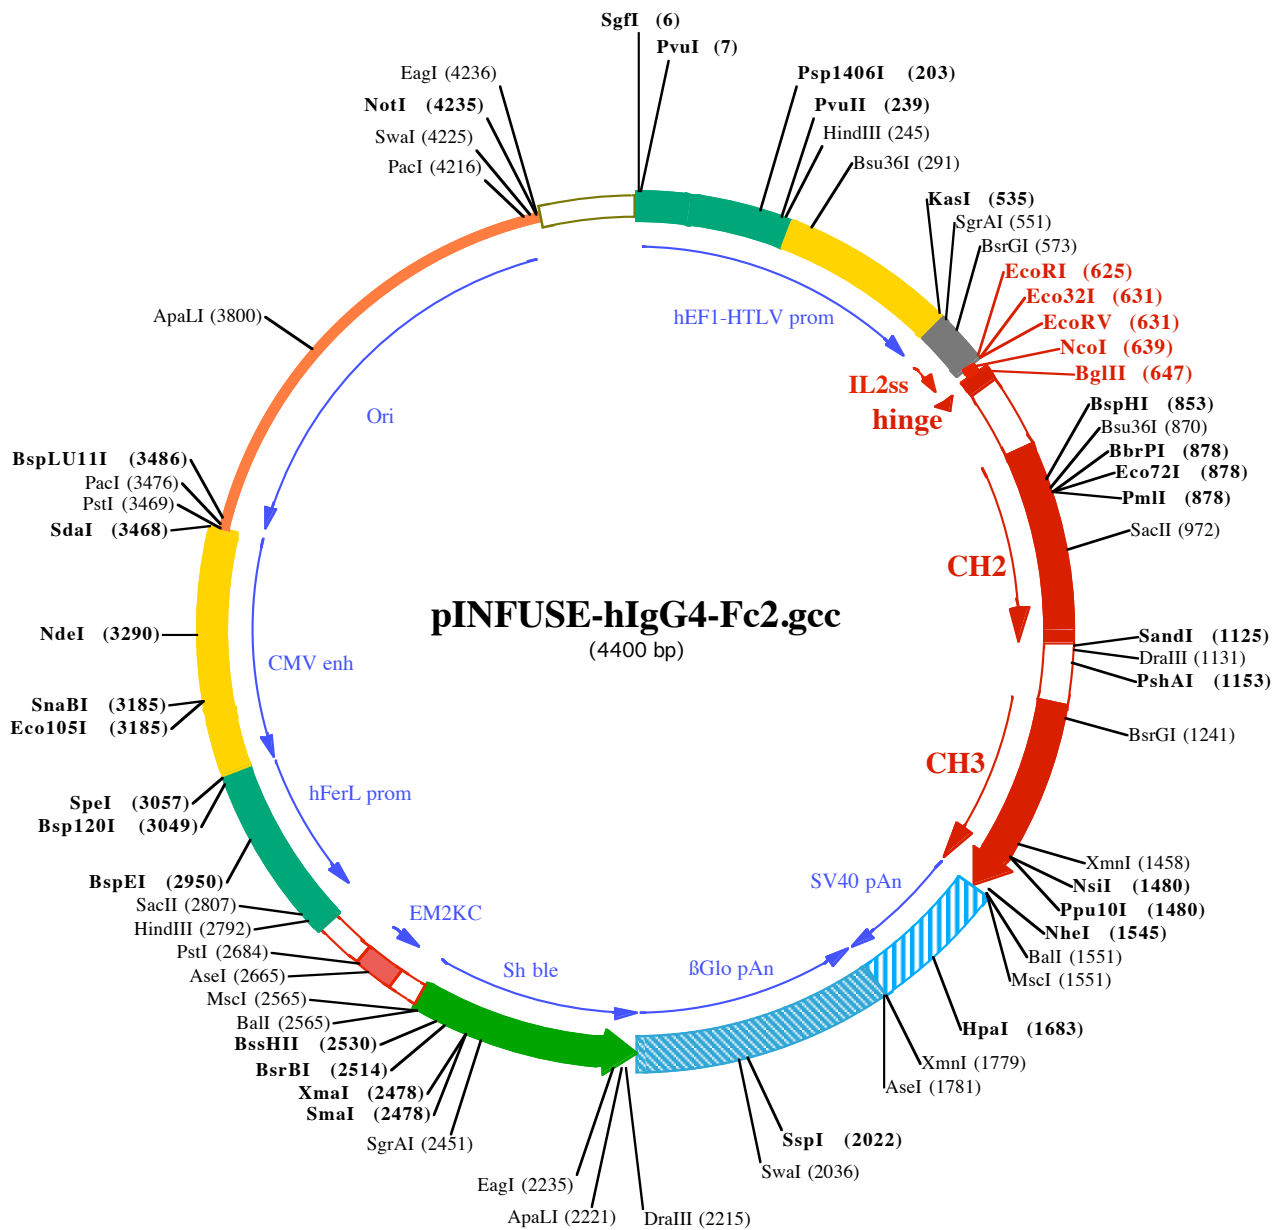 SgfI (6)
PvuI (7)
Psp1406I (203)
PvuII (239)
HindIII (245)
Bsu36I (291)
KasI (535)
SgrAI (551)
BsrGI (573)
EcoRI (625)
Eco32I (631)
EcoRV (631)
NcoI (639)
BglII (647)
BspHI (853)
Bsu36I (870)
BbrPI (878)
Eco72I (878)
PmlI (878)
SacII (972)
SandI (1125)
DraIII (1131)
PshAI (1153)
BsrGI (1241)
XmnI (1458)
NsiI (1480)
Ppu10I (1480)
NheI (1545)
BalI (1551)
MscI (1551)
HpaI (1683)
XmnI (1779)
AseI (1781)
SspI (2022)
SwaI (2036)
DraIII (2215)
ApaLI (2221)
EagI (2235)
SgrAI (2451)
SmaI (2478)
XmaI (2478)
BsrBI (2514)
BssHII (2530)
BalI (2565)
MscI (2565)
AseI (2665)
PstI (2684)
HindIII (2792)
SacII (2807)
BspEI (2950)
Bsp120I (3049)
SpeI (3057)
Eco105I (3185)
SnaBI (3185)
NdeI (3290)
SdaI (3468)
PstI (3469)
PacI (3476)
BspLU11I (3486)
ApaLI (3800)
PacI (4216)
SwaI (4225)
NotI (4235)
EagI (4236)
hEF1-HTLV prom
IL2ss
hinge
CH2
CH3
SV40 pAn
ßGlo pAn
Sh ble
EM2KC
hFerL prom
CMV enh
Ori
pINFUSE-hIgG4-Fc2.gcc
(4400 bp)